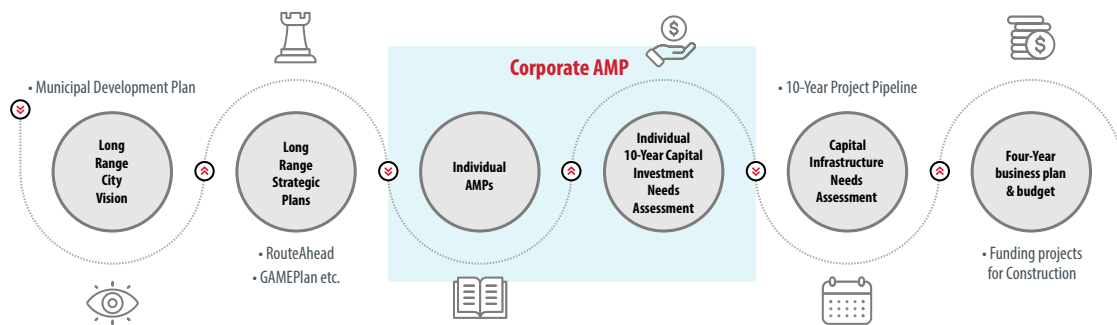 • Municipal Development Plan
Long
Range
City
Vision
Long
Range
Strategic
Plans
• RouteAhead
• GAMEPlan etc.
Corporate AMP
Individual
AMPs
$
Individual
10-Year Capital
Investment
Needs
Assessment
• 10-Year Project Pipeline
Capital
Infrastructure
Needs
Assessment
$
Four-Year
business plan
& budget
• Funding projects
for Construction